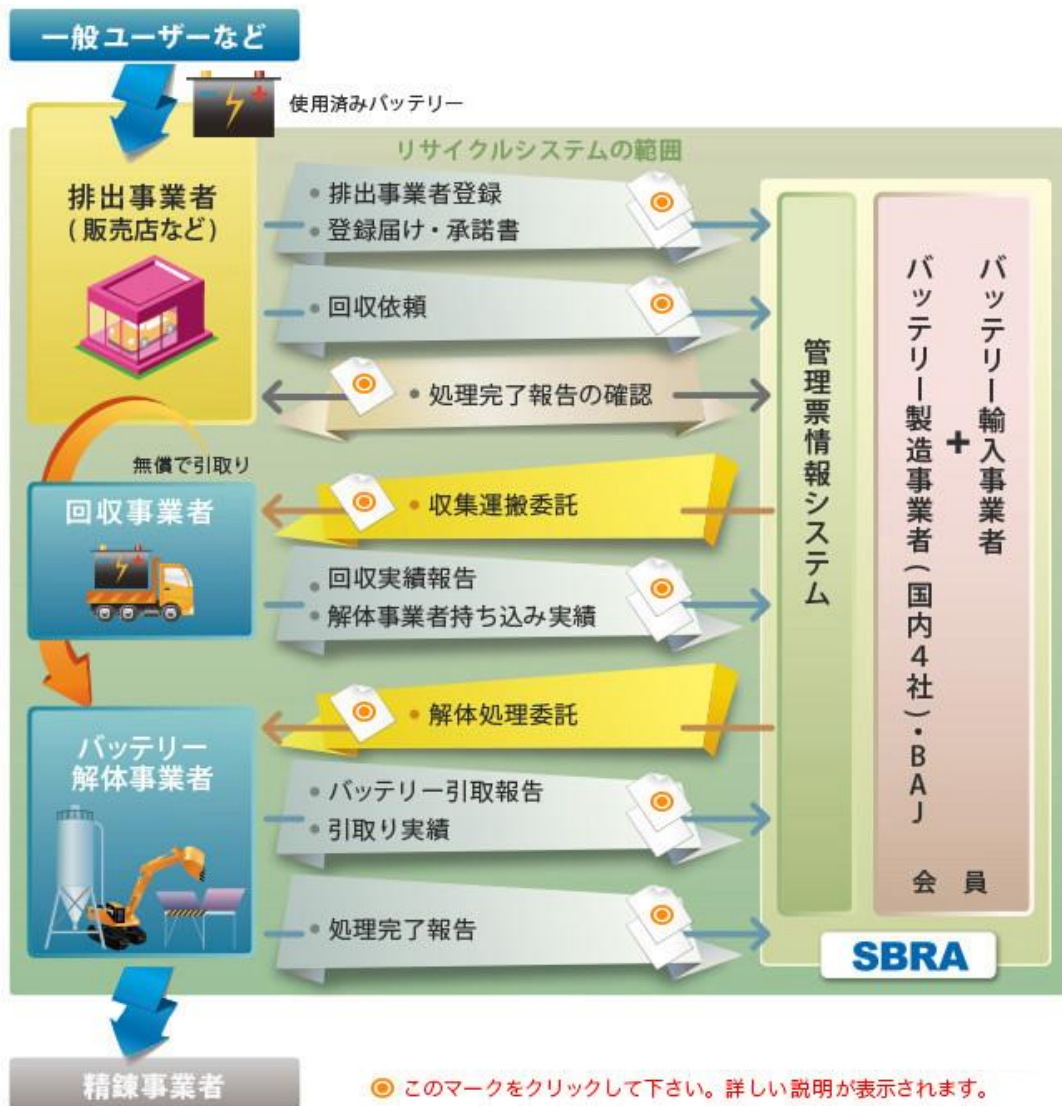 一般ユーザーなど
使用済みバッテリー
リサイクルシステムの範囲
排出事業者
(販売店など)
・排出事業者登録
・登録届け・承諾書
・回収依頼
・処理完了報告の確認
無償で引取り
回収事業者
・収集運搬委託
・回収実績報告
・解体事業者持ち込み実績
・解体処理委託
バッテリー
解体事業者
・バッテリー引取報告
・引取り実績
・処理完了報告
管理票情報システム
バッテリー輸入事業者
+
バッテリー製造事業者(国内4社)・BAJ
会員
SBRA
精錬事業者
このマークをクリックして下さい。詳しい説明が表示されます。